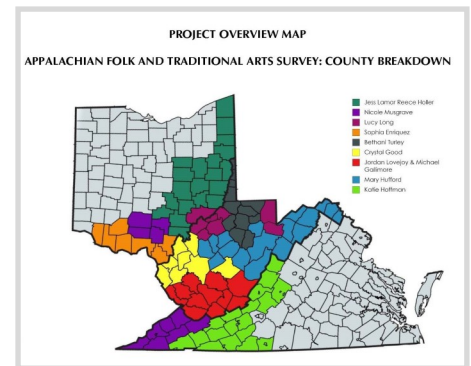 PROJECT OVERVIEW MAP
APPALACHIAN FOLK AND TRADITIONAL ARTS SURVEY: COUNTY BREAKDOWN
Jess Lamar Reece Holler
Nicole Musgrave
Lucy Long
Sophia Enriquez
Bethani Turley
Crystal Good
Jordan Lovejoy & Michael
Gallimore
Mary Hufford
Katie Hoffman